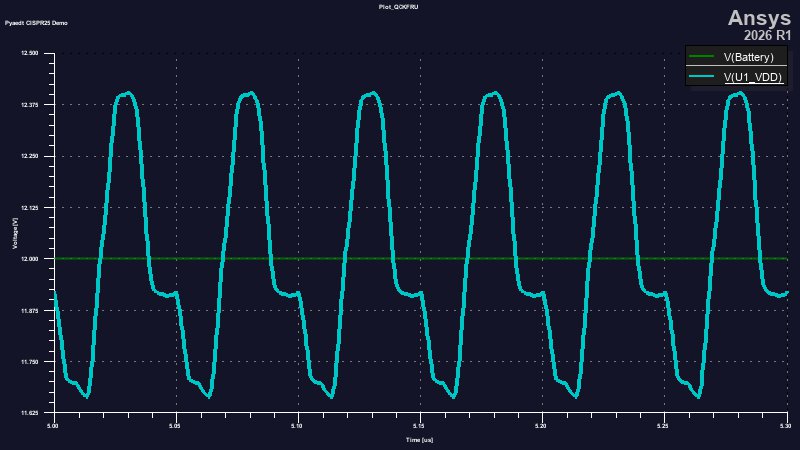 Plot_QCKFRU
Pyaedt CISPR25 Demo
Ansys
2026 R1
V(Battery)
V(U1_VDD)
12.500
12.375
12.250
12.125
12.000
11.875
11.750
11.625
Voltage [V]
5.00
5.05
5.10
5.15
5.20
5.25
5.30
Time [us]